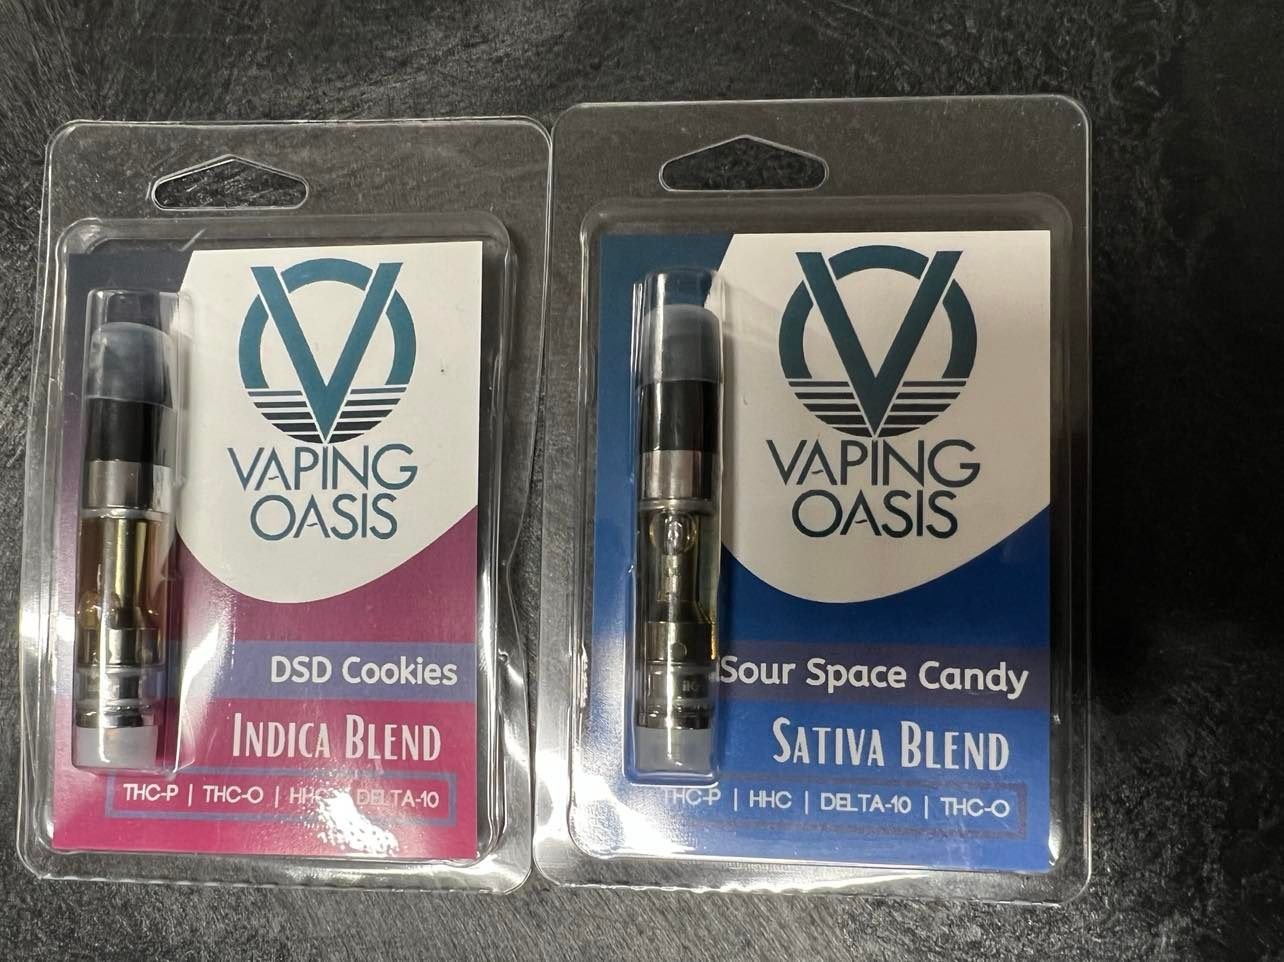 VAPING
OASIS
DSD Cookies
INDICA BLEND
THC-P | THC-O | HHC | DELTA-10
VAPING
OASIS
Sour Space Candy
SATIVA BLEND
THC-P | HHC | DELTA-10 | THC-O